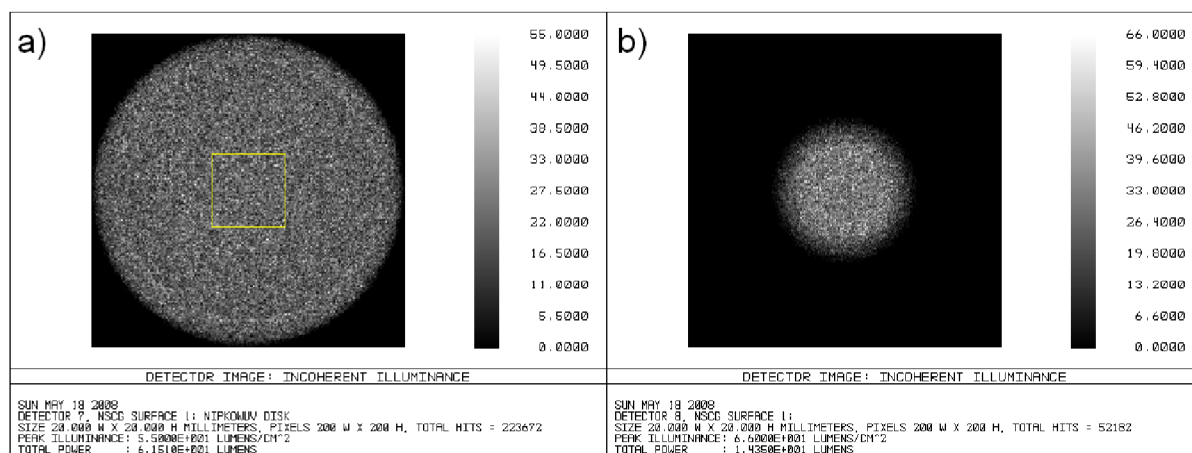 a)
55.0000
49.5000
44.0000
38.5000
33.0000
27.5000
22.0000
16.5000
11.0000
5.5000
0.0000
DETECTOR IMAGE: INCOHERENT ILLUMINANCE
SUN MAY 18 2008
DETECTOR 7, NSCG SURFACE 1: NIPKOWUV DISK
SIZE 20.000 W X 20.000 H MILLIMETERS, PIXELS 200 W X 200 H, TOTAL HITS = 223672
PEAK ILLUMINANCE: 5.5000E+001 LUMENS/CM^2
TOTAL POWER : 6.1510E+001 LUMENS
b)
66.0000
59.4000
52.8000
46.2000
39.6000
33.0000
26.4000
19.8000
13.2000
6.6000
0.0000
DETECTOR IMAGE: INCOHERENT ILLUMINANCE
SUN MAY 18 2008
DETECTOR 8, NSCG SURFACE 1:
SIZE 20.000 W X 20.000 H MILLIMETERS, PIXELS 200 W X 200 H, TOTAL HITS = 52182
PEAK ILLUMINANCE: 6.6000E+001 LUMENS/CM^2
TOTAL POWER : 1.4350E+001 LUMENS